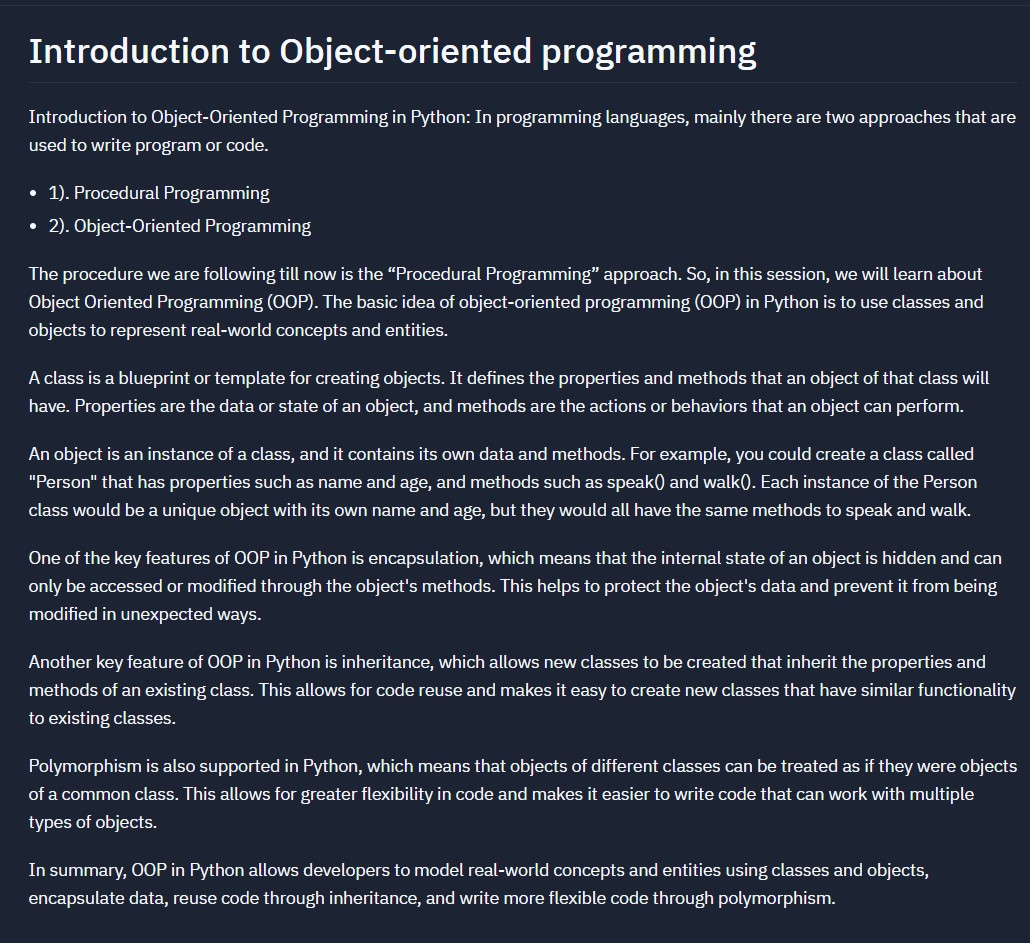 Introduction to Object-oriented programming
Introduction to Object-Oriented Programming in Python: In programming languages, mainly there are two approaches that are
used to write program or code.
• 1). Procedural Programming
• 2). Object-Oriented Programming
The procedure we are following till now is the “Procedural Programming” approach. So, in this session, we will learn about
Object Oriented Programming (OOP). The basic idea of object-oriented programming (OOP) in Python is to use classes and
objects to represent real-world concepts and entities.
A class is a blueprint or template for creating objects. It defines the properties and methods that an object of that class will
have. Properties are the data or state of an object, and methods are the actions or behaviors that an object can perform.
An object is an instance of a class, and it contains its own data and methods. For example, you could create a class called
"Person" that has properties such as name and age, and methods such as speak() and walk(). Each instance of the Person
class would be a unique object with its own name and age, but they would all have the same methods to speak and walk.
One of the key features of OOP in Python is encapsulation, which means that the internal state of an object is hidden and can
only be accessed or modified through the object's methods. This helps to protect the object's data and prevent it from being
modified in unexpected ways.
Another key feature of OOP in Python is inheritance, which allows new classes to be created that inherit the properties and
methods of an existing class. This allows for code reuse and makes it easy to create new classes that have similar functionality
to existing classes.
Polymorphism is also supported in Python, which means that objects of different classes can be treated as if they were objects
of a common class. This allows for greater flexibility in code and makes it easier to write code that can work with multiple
types of objects.
In summary, OOP in Python allows developers to model real-world concepts and entities using classes and objects,
encapsulate data, reuse code through inheritance, and write more flexible code through polymorphism.